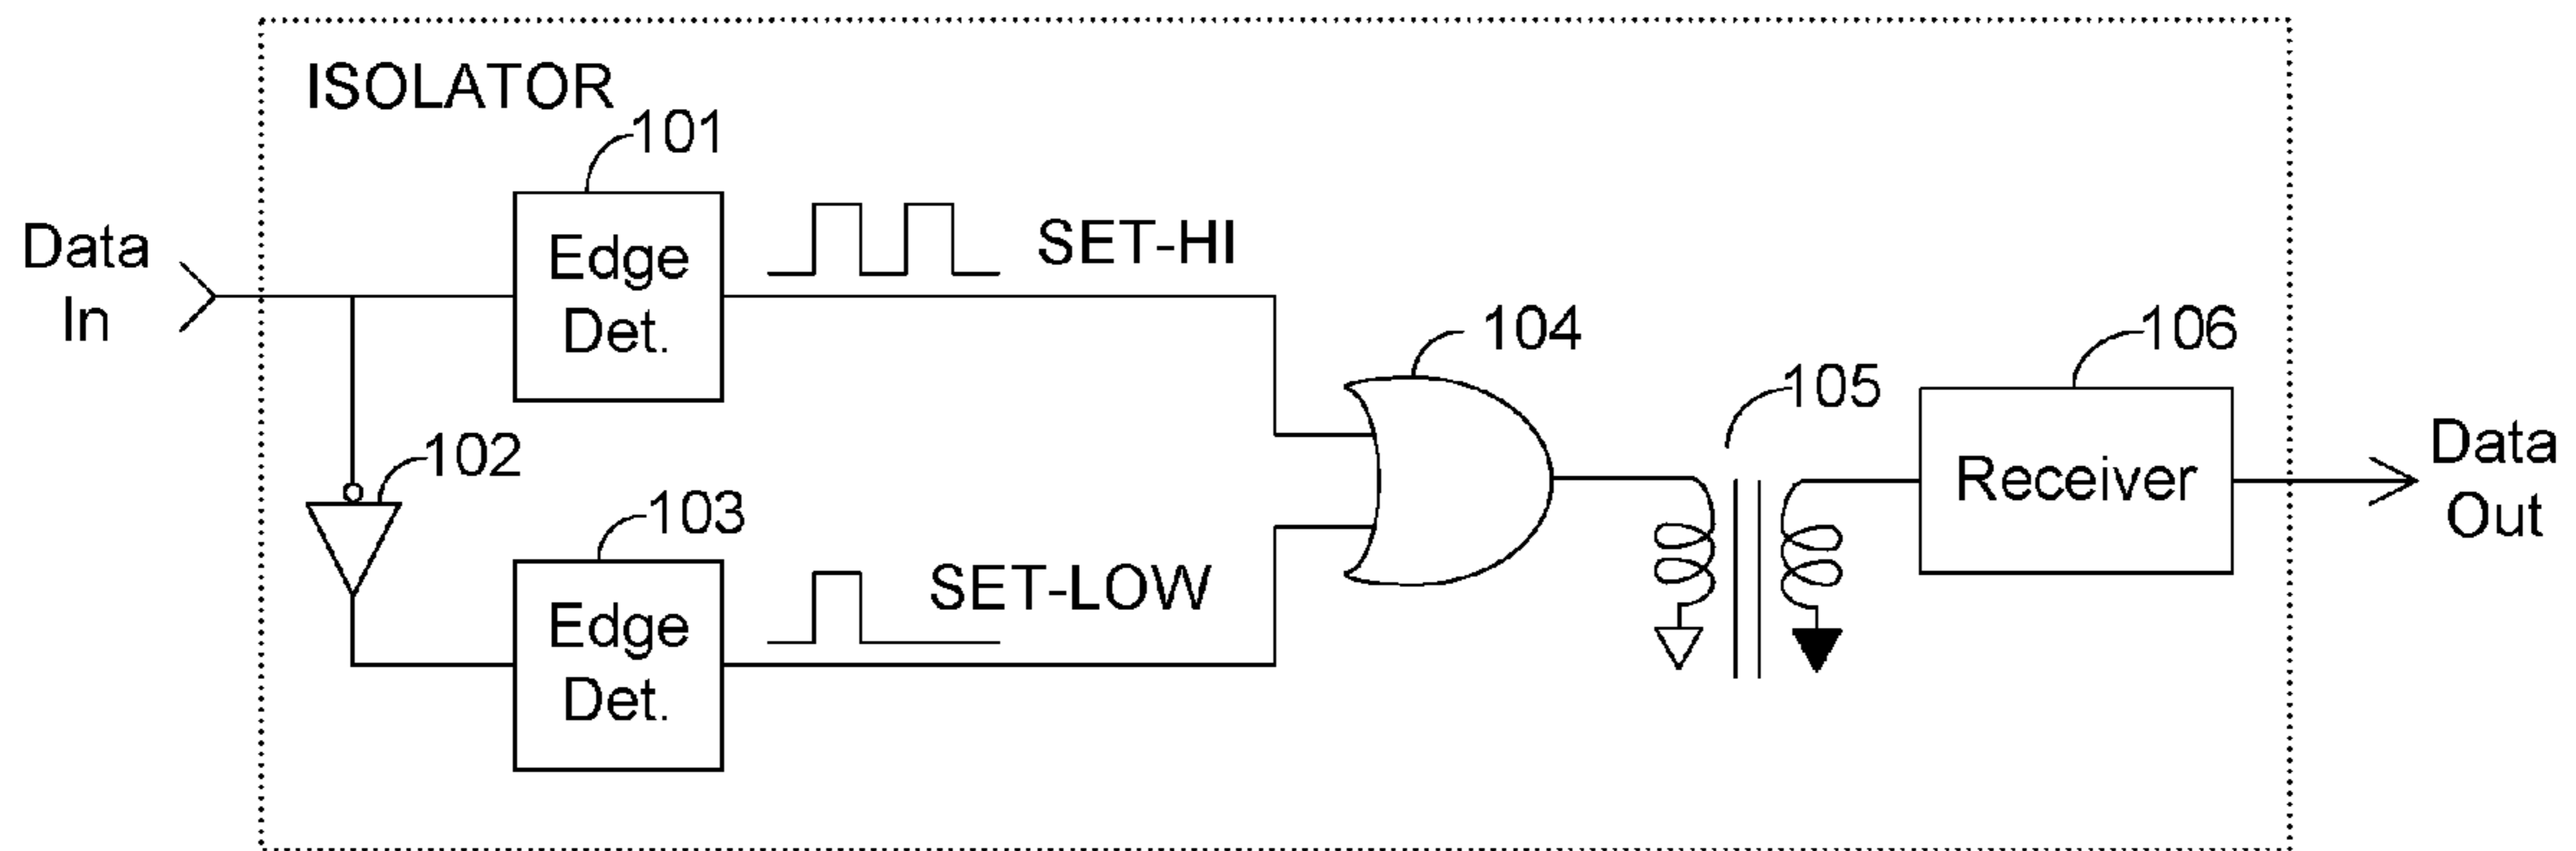 ISOLATOR
101
Data
In
Edge
Det.
SET-HI
102
103
Edge
Det.
SET-LOW
104
105
106
Receiver
Data
Out